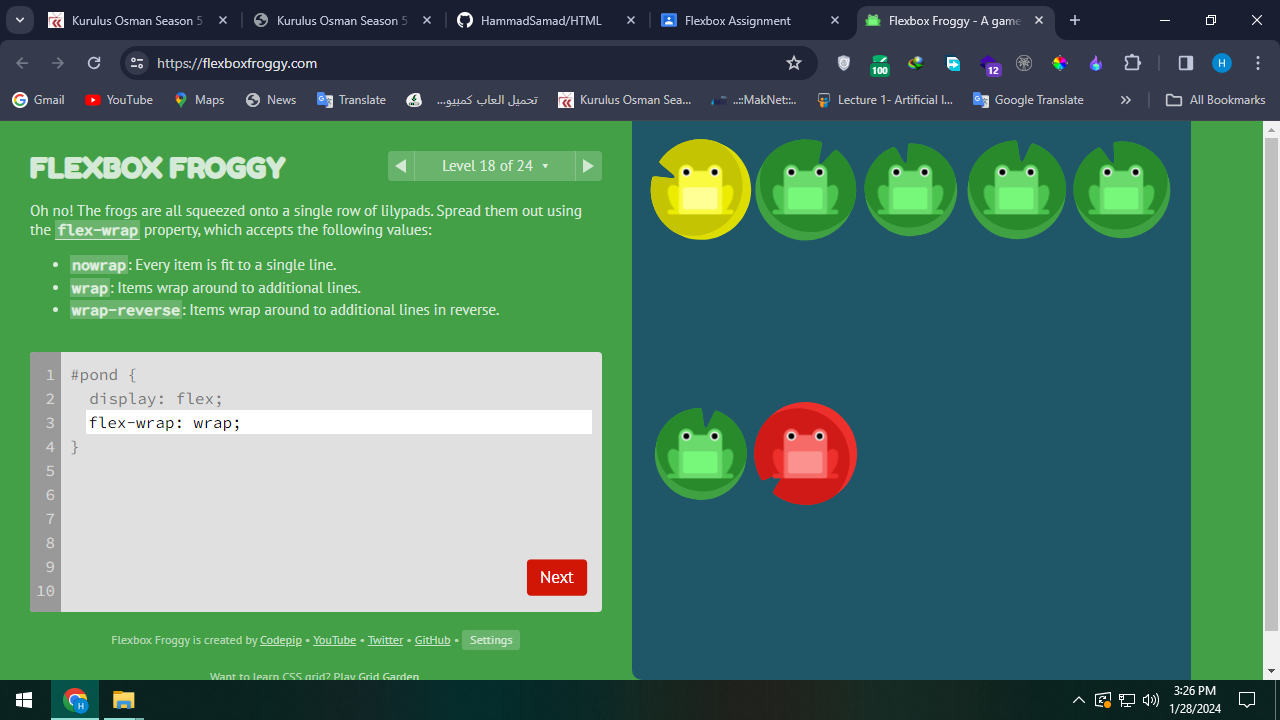 Kurulus Osman Season 5
Kurulus Osman Season 5
HammadSamad/HTML
Flexbox Assignment
Flexbox Froggy - A game
https://flexboxfroggy.com
100
12
H
Gmail
YouTube
Maps
News
Translate
تحميل العاب كمبيو...
Kurulus Osman Sea...
..::MakNet::..
Lecture 1- Artificial I...
Google Translate
All Bookmarks
FLEXBOX FROGGY
Level 18 of 24
Oh no! The frogs are all squeezed onto a single row of lilypads. Spread them out using
the flex-wrap property, which accepts the following values:
• nowrap: Every item is fit to a single line.
• wrap: Items wrap around to additional lines.
• wrap-reverse: Items wrap around to additional lines in reverse.
1 #pond {
2 display: flex;
3 flex-wrap: wrap;
4 }
5
6
7
8
9
10
Next
Flexbox Froggy is created by Codepip • YouTube • Twitter • GitHub • Settings
Want to learn CSS grid? Play Grid Garden.
H
3:26 PM
1/28/2024